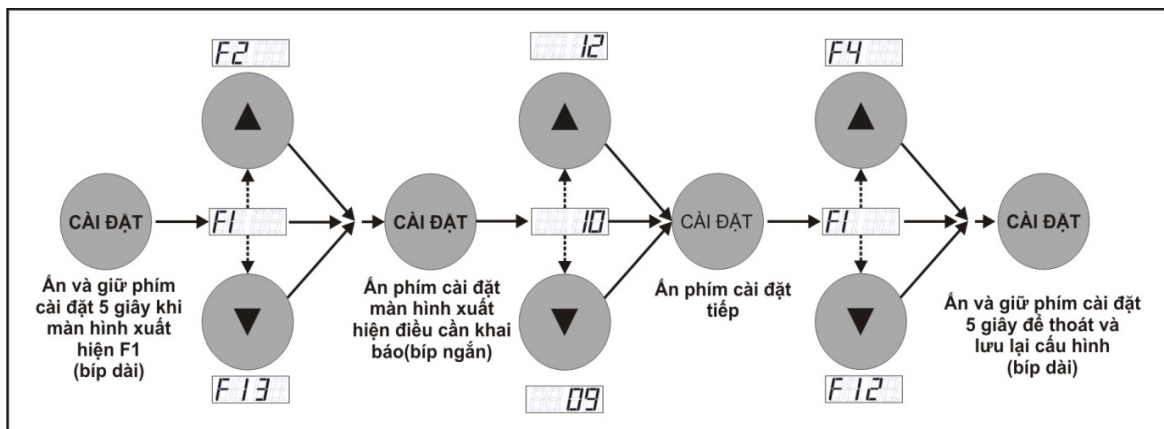 F2
12
F4
▲
▲
▲
CÀI ĐẶT
F1
CÀI ĐẶT
10
CÀI ĐẶT
F1
CÀI ĐẶT
Ấn và giữ phím
cài đặt 5 giây khi
màn hình xuất
hiện F1
(bíp dài)
▼
F13
Ấn phím cài đặt
màn hình xuất
hiện điều cần khai
báo(bíp ngắn)
▼
09
Ấn phím cài đặt
tiếp
▼
F12
Ấn và giữ phím cài đặt
5 giây để thoát và
lưu lại cấu hình
(bíp dài)